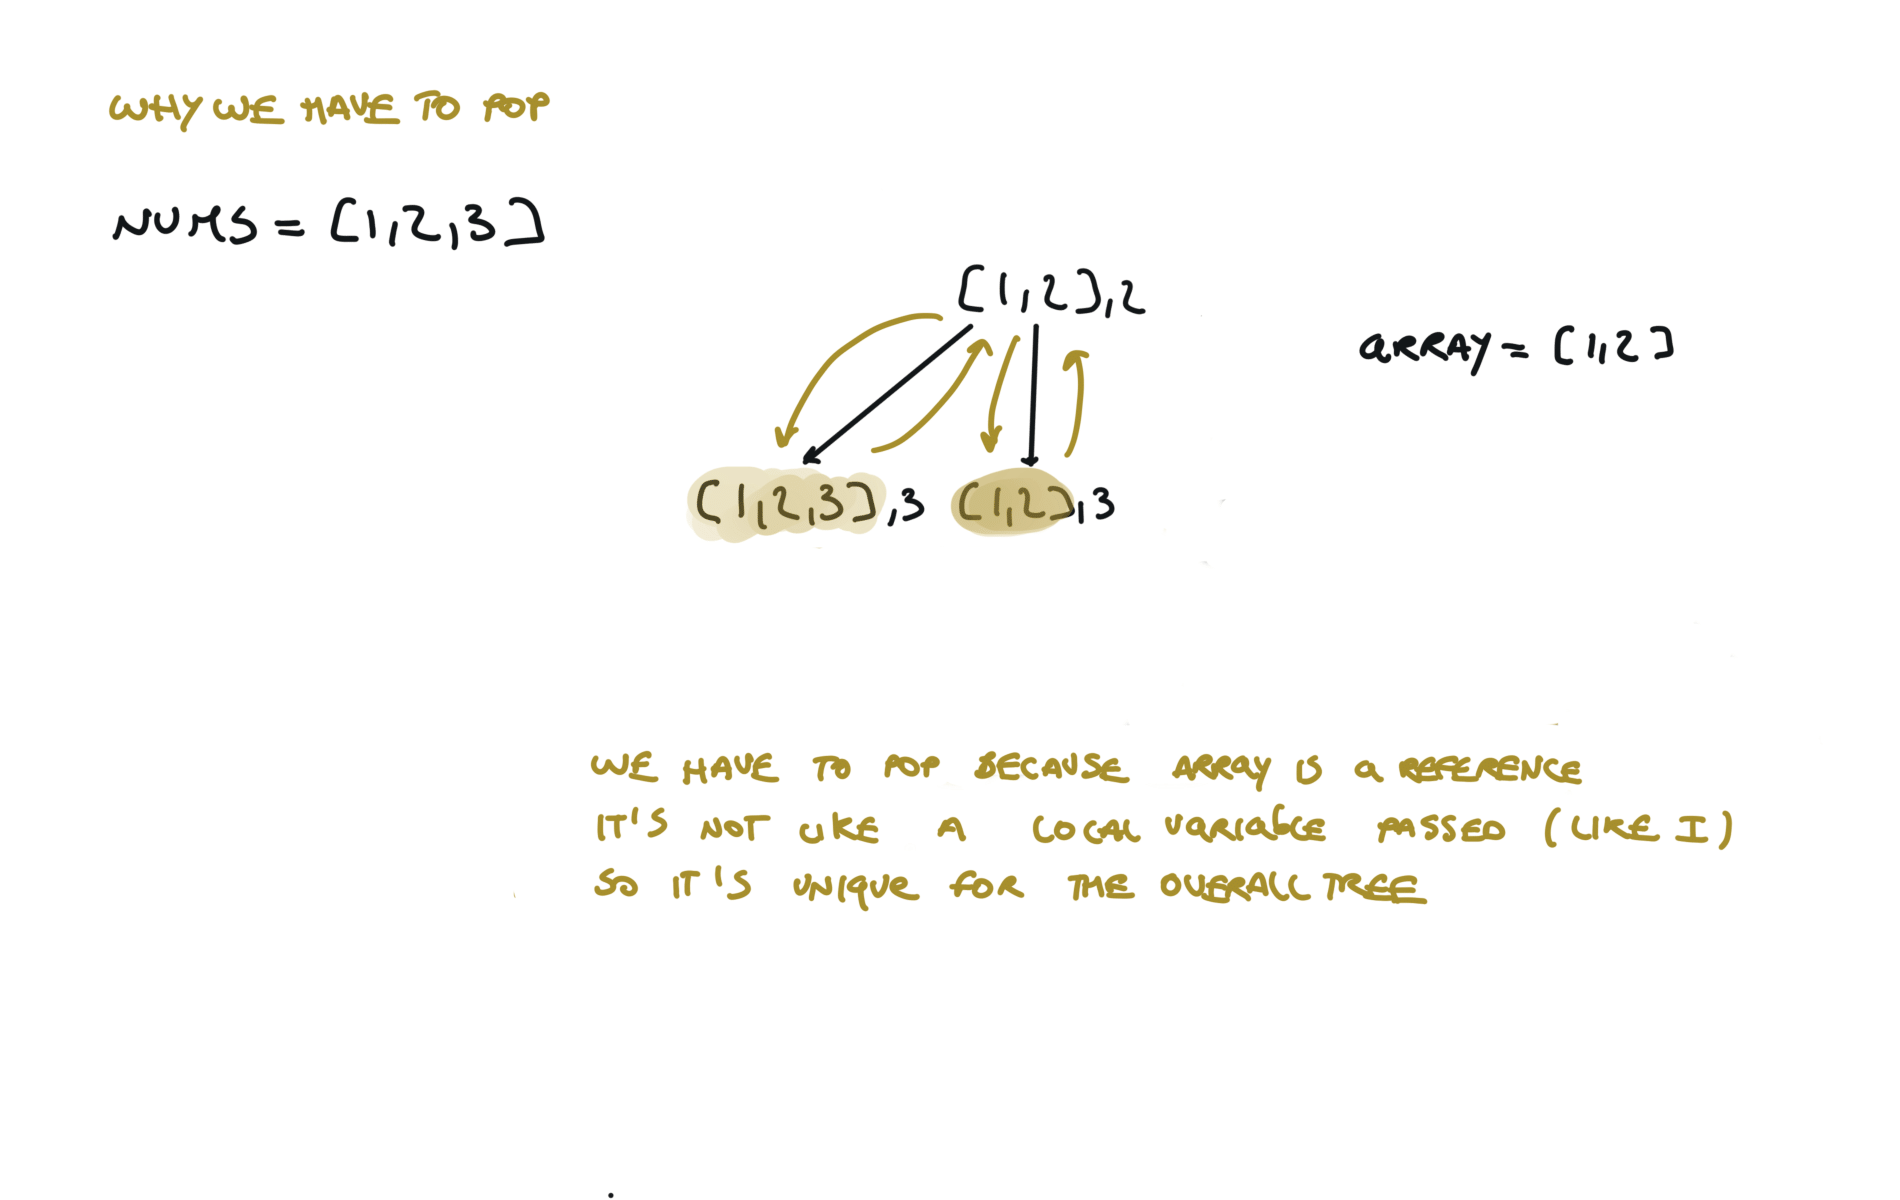 WHY WE HAVE TO POP
NUMS = [1,2,3]
[1,2],2
ARRAY = [1,2]
[1,2,3],3 [1,2],3
WE HAVE TO POP BECAUSE ARRAY IS A REFERENCE
IT'S NOT LIKE A LOCAL VARIABLE PASSED (LIKE I)
SO IT'S UNIQUE FOR THE OVERALL TREE